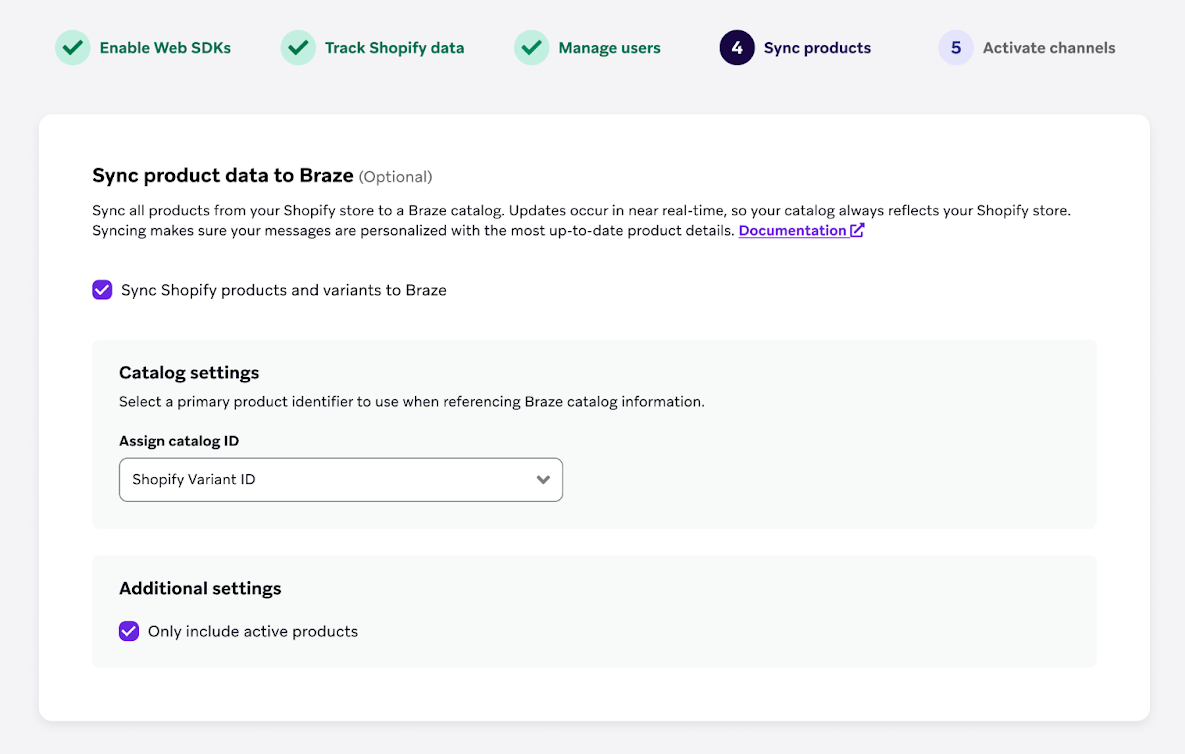 Enable Web SDKs
Track Shopify data
Manage users
4 Sync products
5 Activate channels
Sync product data to Braze (Optional)
Sync all products from your Shopify store to a Braze catalog. Updates occur in near real-time, so your catalog always reflects your Shopify store.
Syncing makes sure your messages are personalized with the most up-to-date product details. Documentation
Sync Shopify products and variants to Braze
Catalog settings
Select a primary product identifier to use when referencing Braze catalog information.
Assign catalog ID
Shopify Variant ID
Additional settings
Only include active products